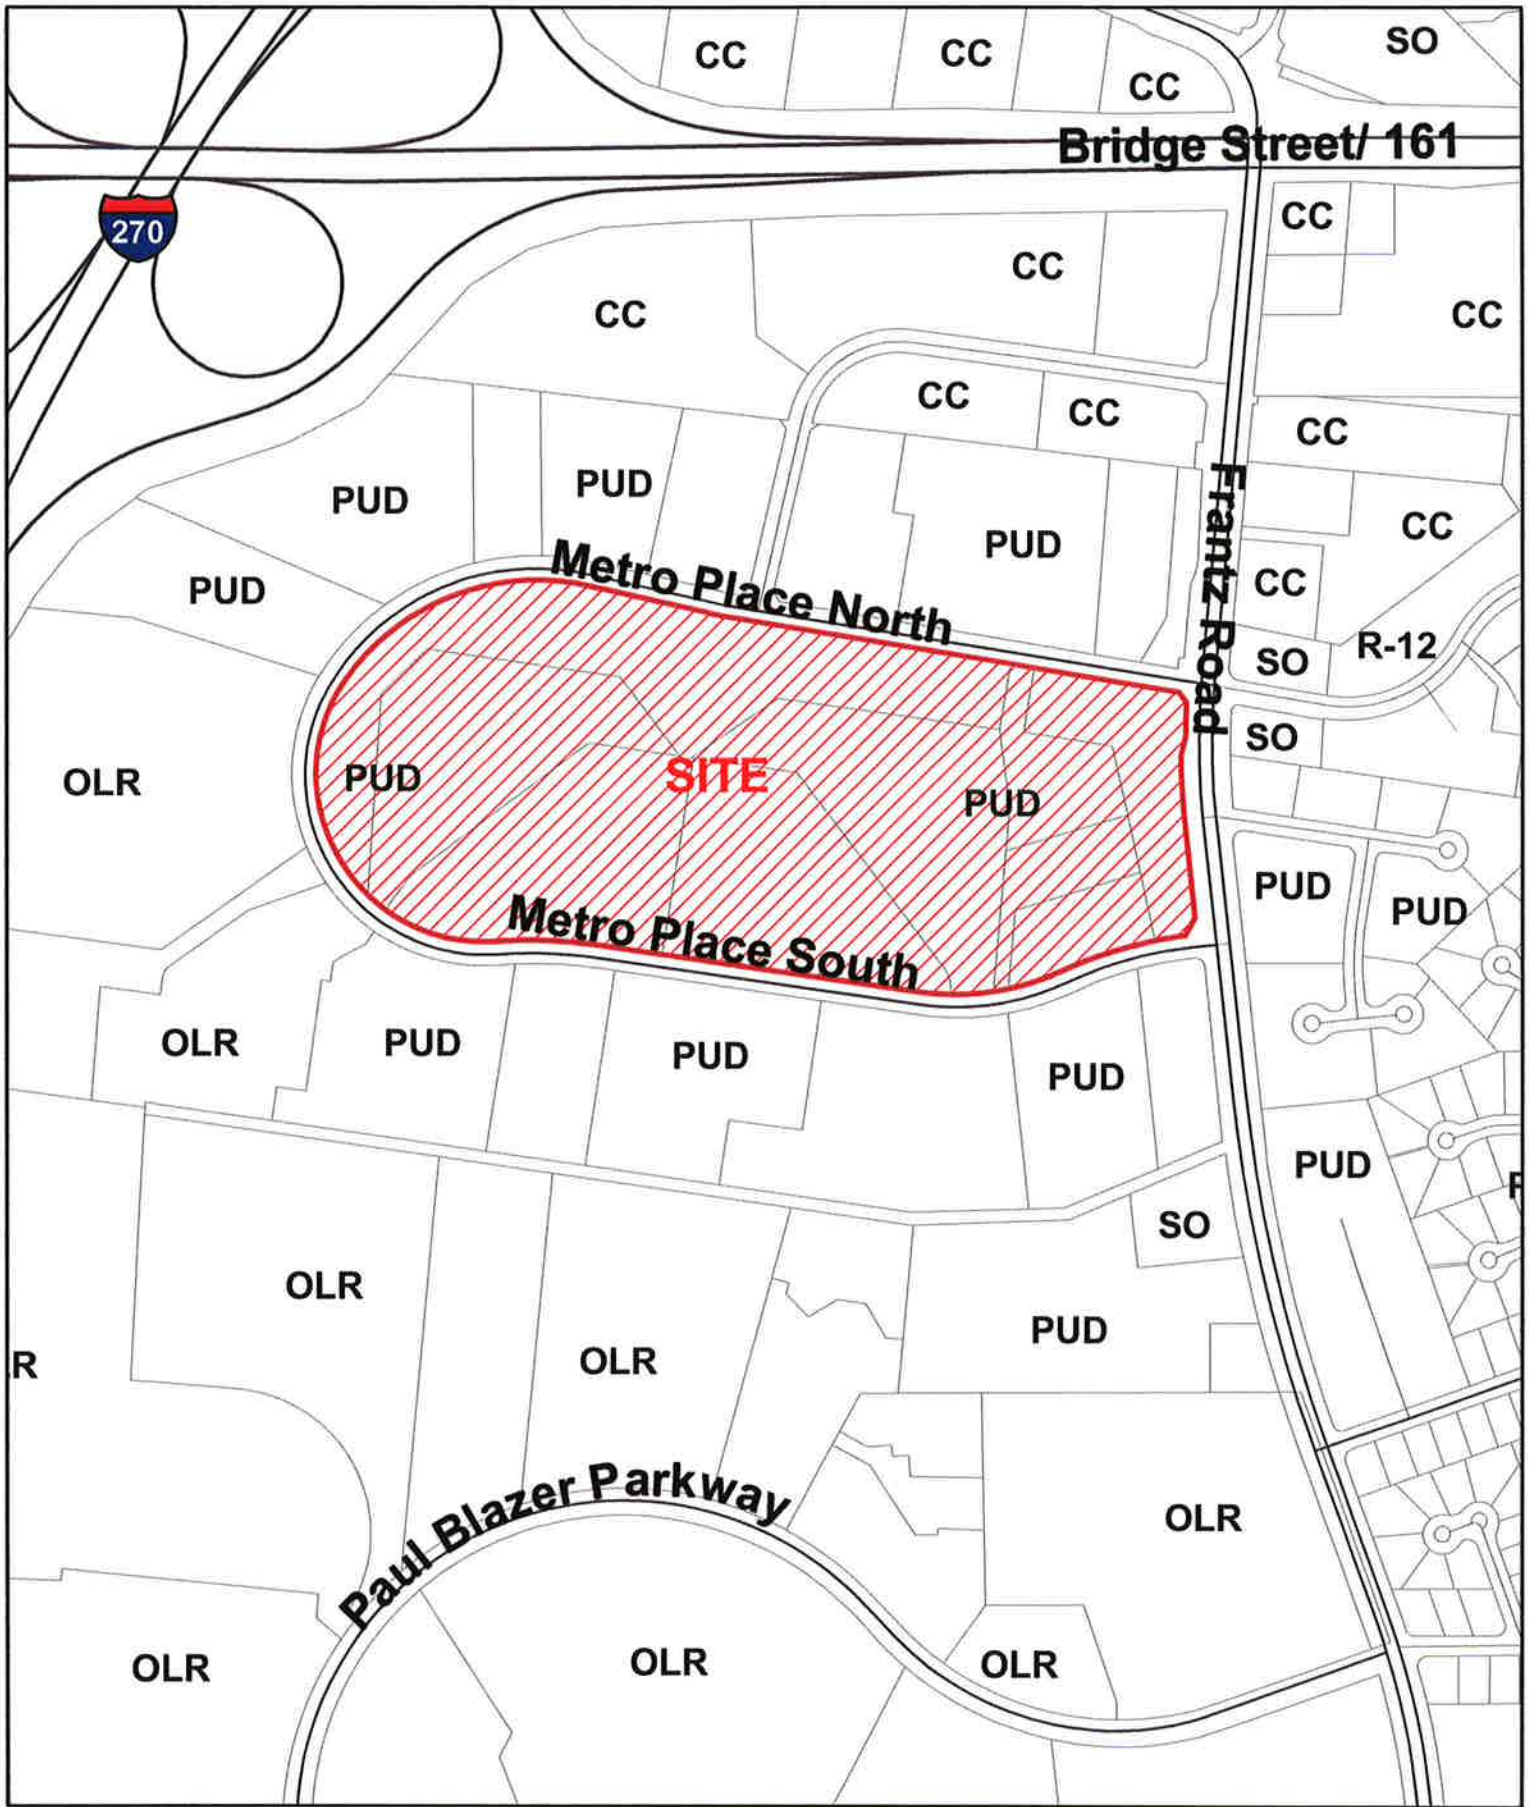 CC
CC
CC
SO
Bridge Street/ 161
270
CC
CC
CC
CC
CC
CC
CC
PUD
PUD
PUD
CC
PUD
Metro Place North
CC
Frantz Road
SO
R-12
SO
OLR
PUD
SITE
PUD
PUD
PUD
Metro Place South
OLR
PUD
PUD
PUD
PUD
SO
OLR
PUD
OLR
R
Paul Blazer Parkway
OLR
OLR
OLR
OLR